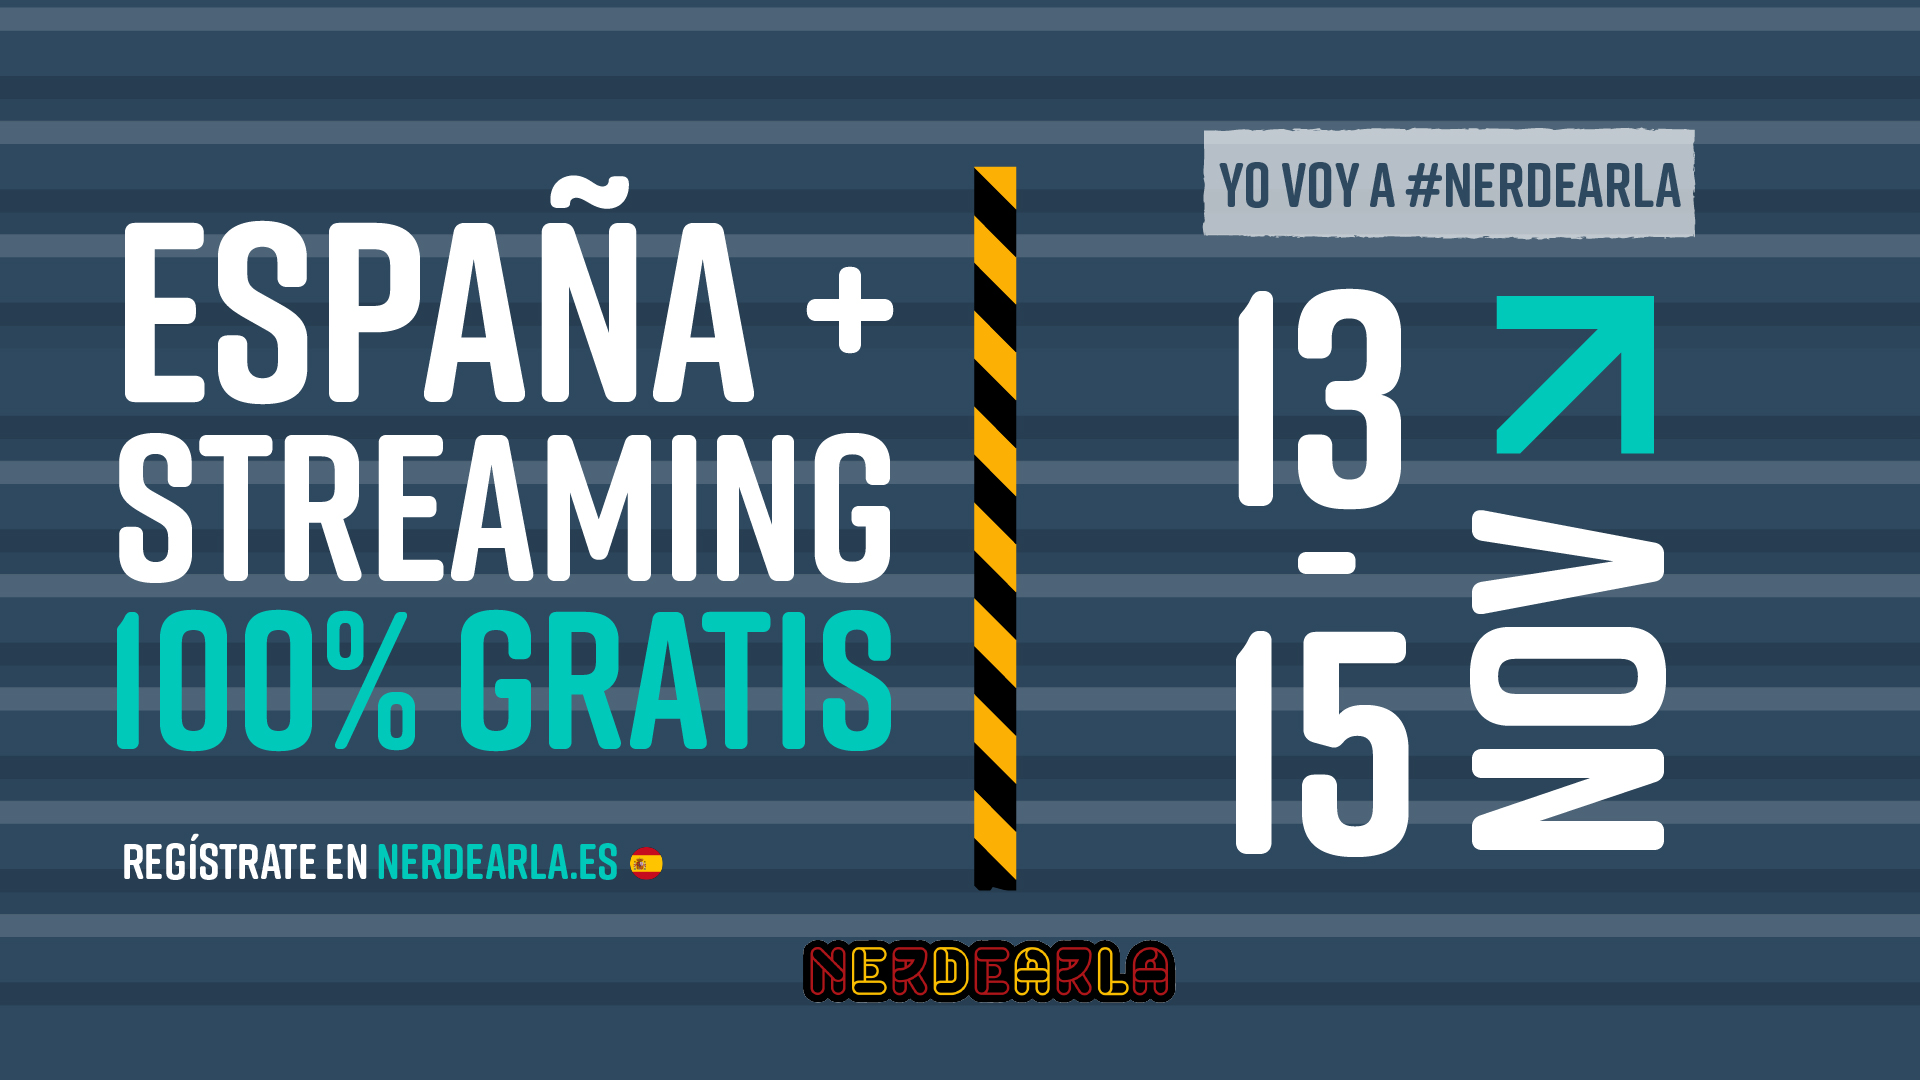 ESPAÑA +
STREAMING
100% GRATIS
REGÍSTRATE EN NERDEARLA.ES
YO VOY A #NERDEARLA
13
-
15
NOV
NERDEARLA